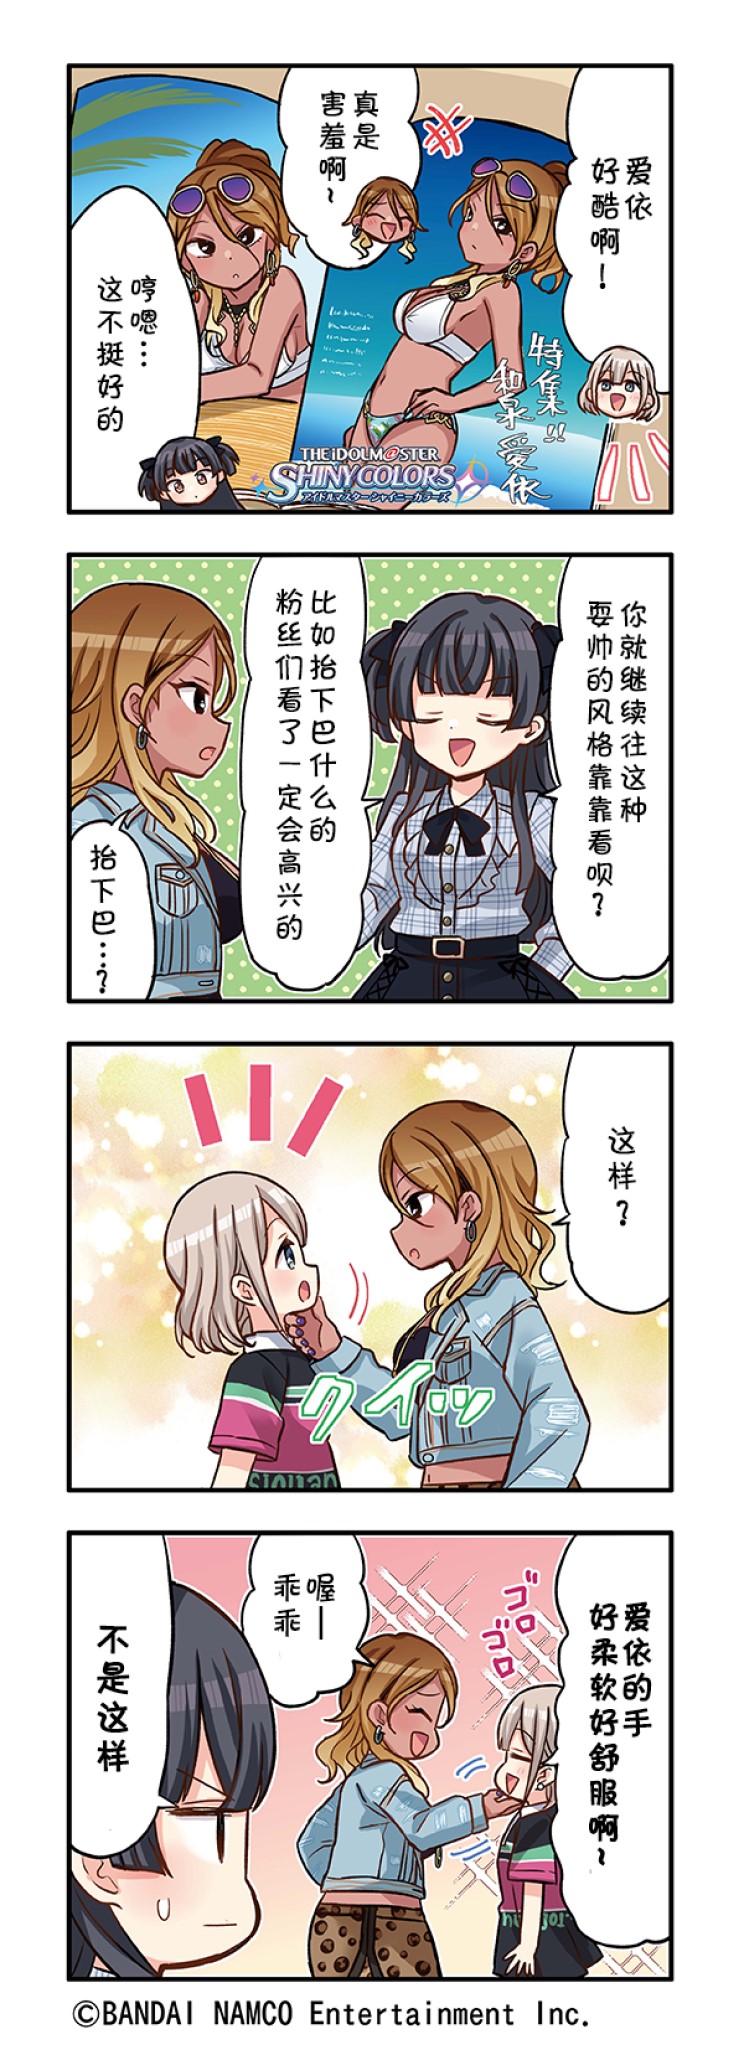 爱依
好酷啊！
真是
害羞啊~
哼嗯…
这不挺好的
特集!!
和泉愛依
THE iDOLM@STER
SHINYCOLORS
アイドルマスター シャイニーカラーズ
你就继续往这种
耍帅的风格靠靠看呗？
比如抬下巴什么的
粉丝们看了一定会高兴的
抬下巴…？
这样？
クイッ
爱依的手
好柔软好舒服啊~
ゴロ
ゴロ
喔—
乖乖
不是这样
©BANDAI NAMCO Entertainment Inc.